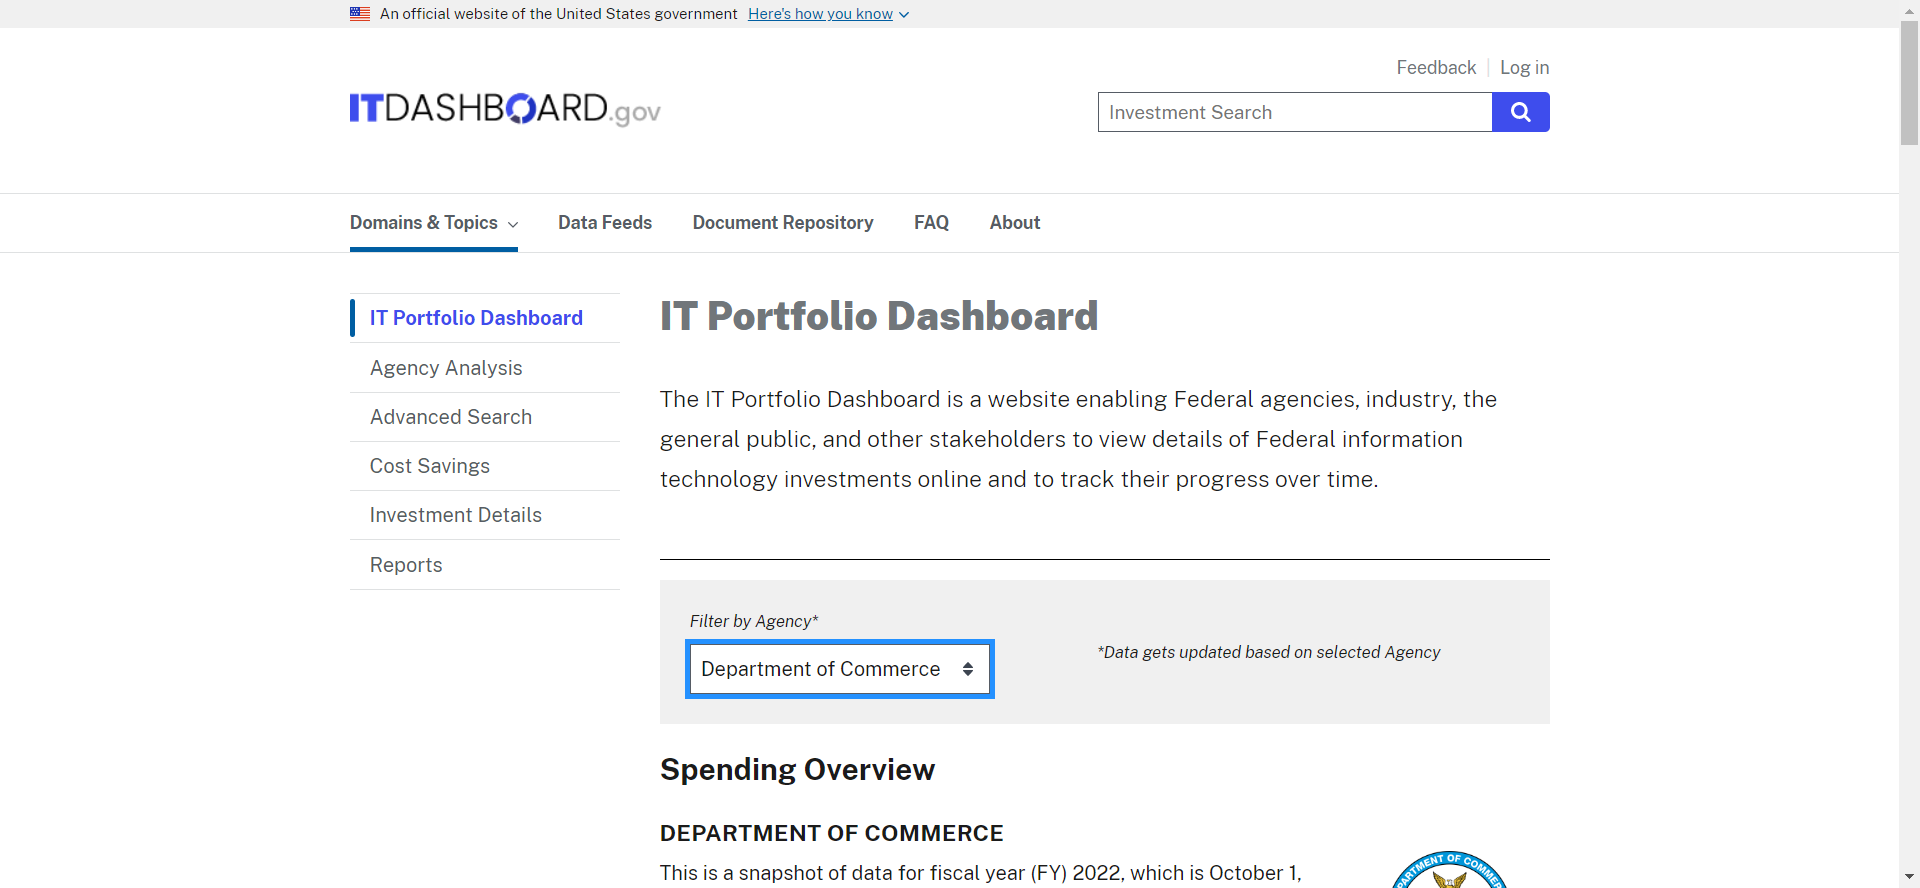 An official website of the United States government Here's how you know
Feedback Log in
ITDASHBOARD.gov
Investment Search
Domains & Topics Data Feeds Document Repository FAQ About
IT Portfolio Dashboard
Agency Analysis
Advanced Search
Cost Savings
Investment Details
Reports
IT Portfolio Dashboard
The IT Portfolio Dashboard is a website enabling Federal agencies, industry, the
general public, and other stakeholders to view details of Federal information
technology investments online and to track their progress over time.
Filter by Agency*
Department of Commerce
*Data gets updated based on selected Agency
Spending Overview
DEPARTMENT OF COMMERCE
This is a snapshot of data for fiscal year (FY) 2022, which is October 1,